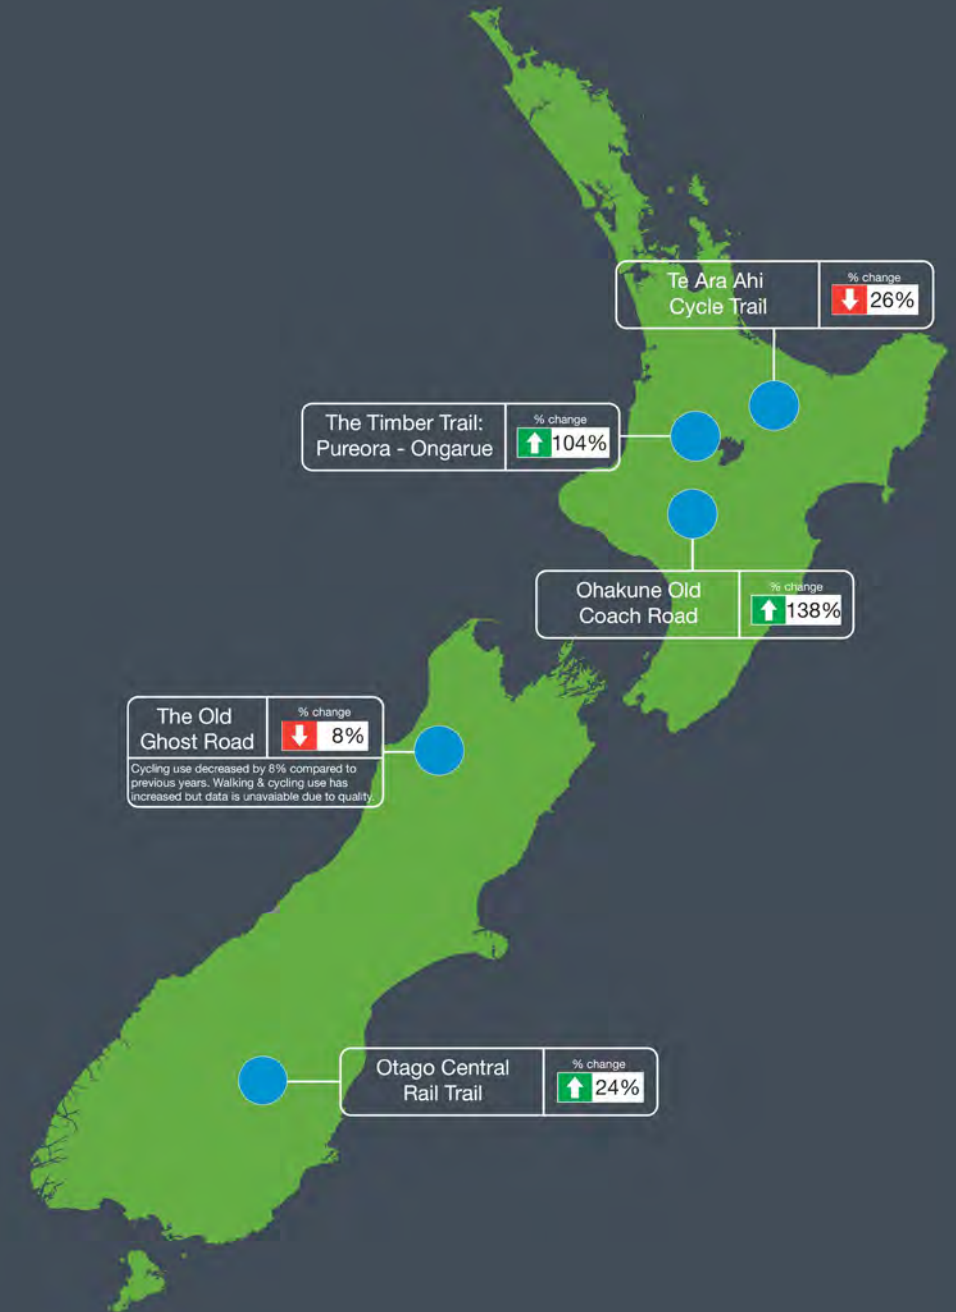 Te Ara Ahi
Cycle Trail
% change
26%
The Timber Trail:
Pureora - Ongarue
% change
104%
Ohakune Old
Coach Road
% change
138%
The Old
Ghost Road
% change
8%
Cycling use decreased by 8% compared to
previous years. Walking & cycling use has
increased but data is unavaiable due to quality.
Otago Central
Rail Trail
% change
24%